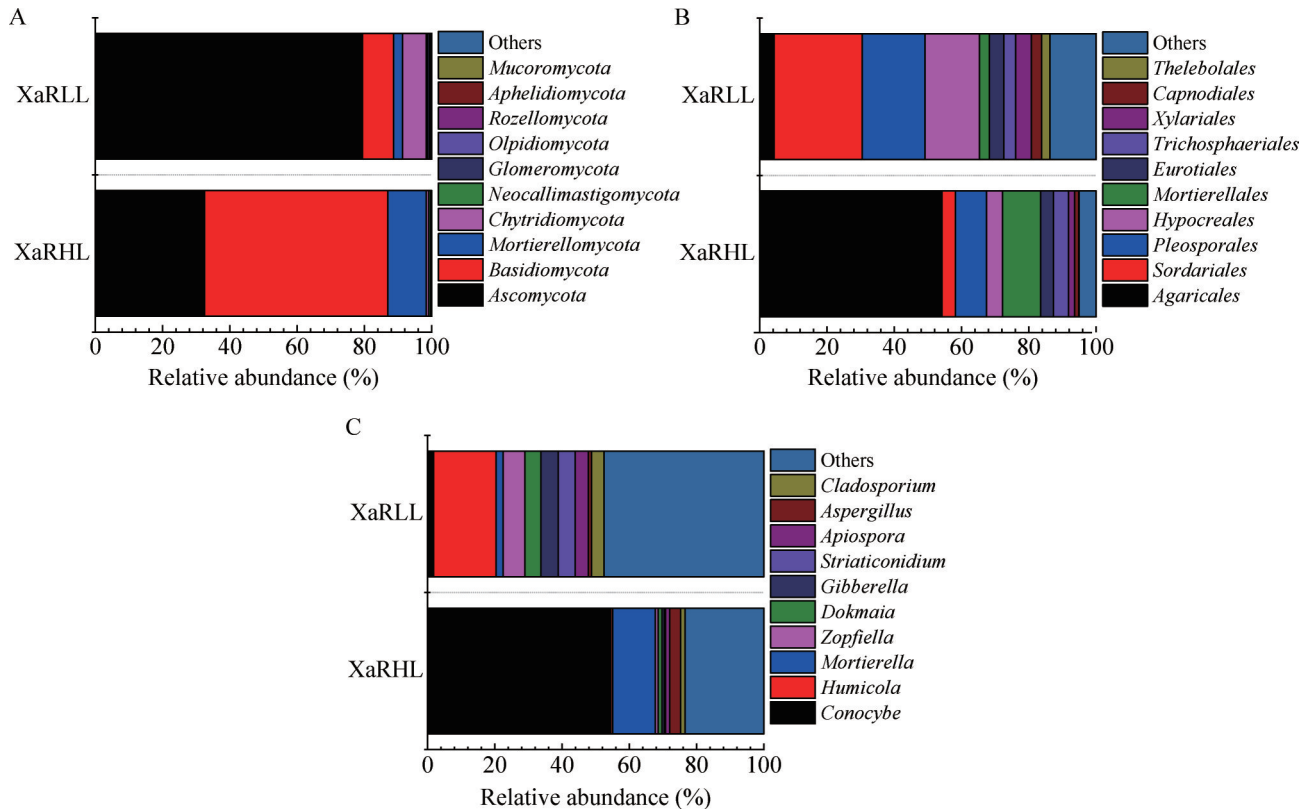 A
XaRLL
XaRHL
0 20 40 60 80 100
Relative abundance (%)
Others
Mucoromycota
Aphelidiomycota
Rozellomycota
Olpidiomycota
Glomeromycota
Neocallimastigomycota
Chytridiomycota
Mortierellomycota
Basidiomycota
Ascomycota
B
XaRLL
XaRHL
0 20 40 60 80 100
Relative abundance (%)
Others
Thelebolales
Capnodiales
Xylariales
Trichosphaeriales
Eurotiales
Mortierellales
Hypocreales
Pleosporales
Sordariales
Agaricales
C
XaRLL
XaRHL
0 20 40 60 80 100
Relative abundance (%)
Others
Cladosporium
Aspergillus
Apiospora
Striaticonidium
Gibberella
Dokmaia
Zopfiella
Mortierella
Humicola
Conocybe